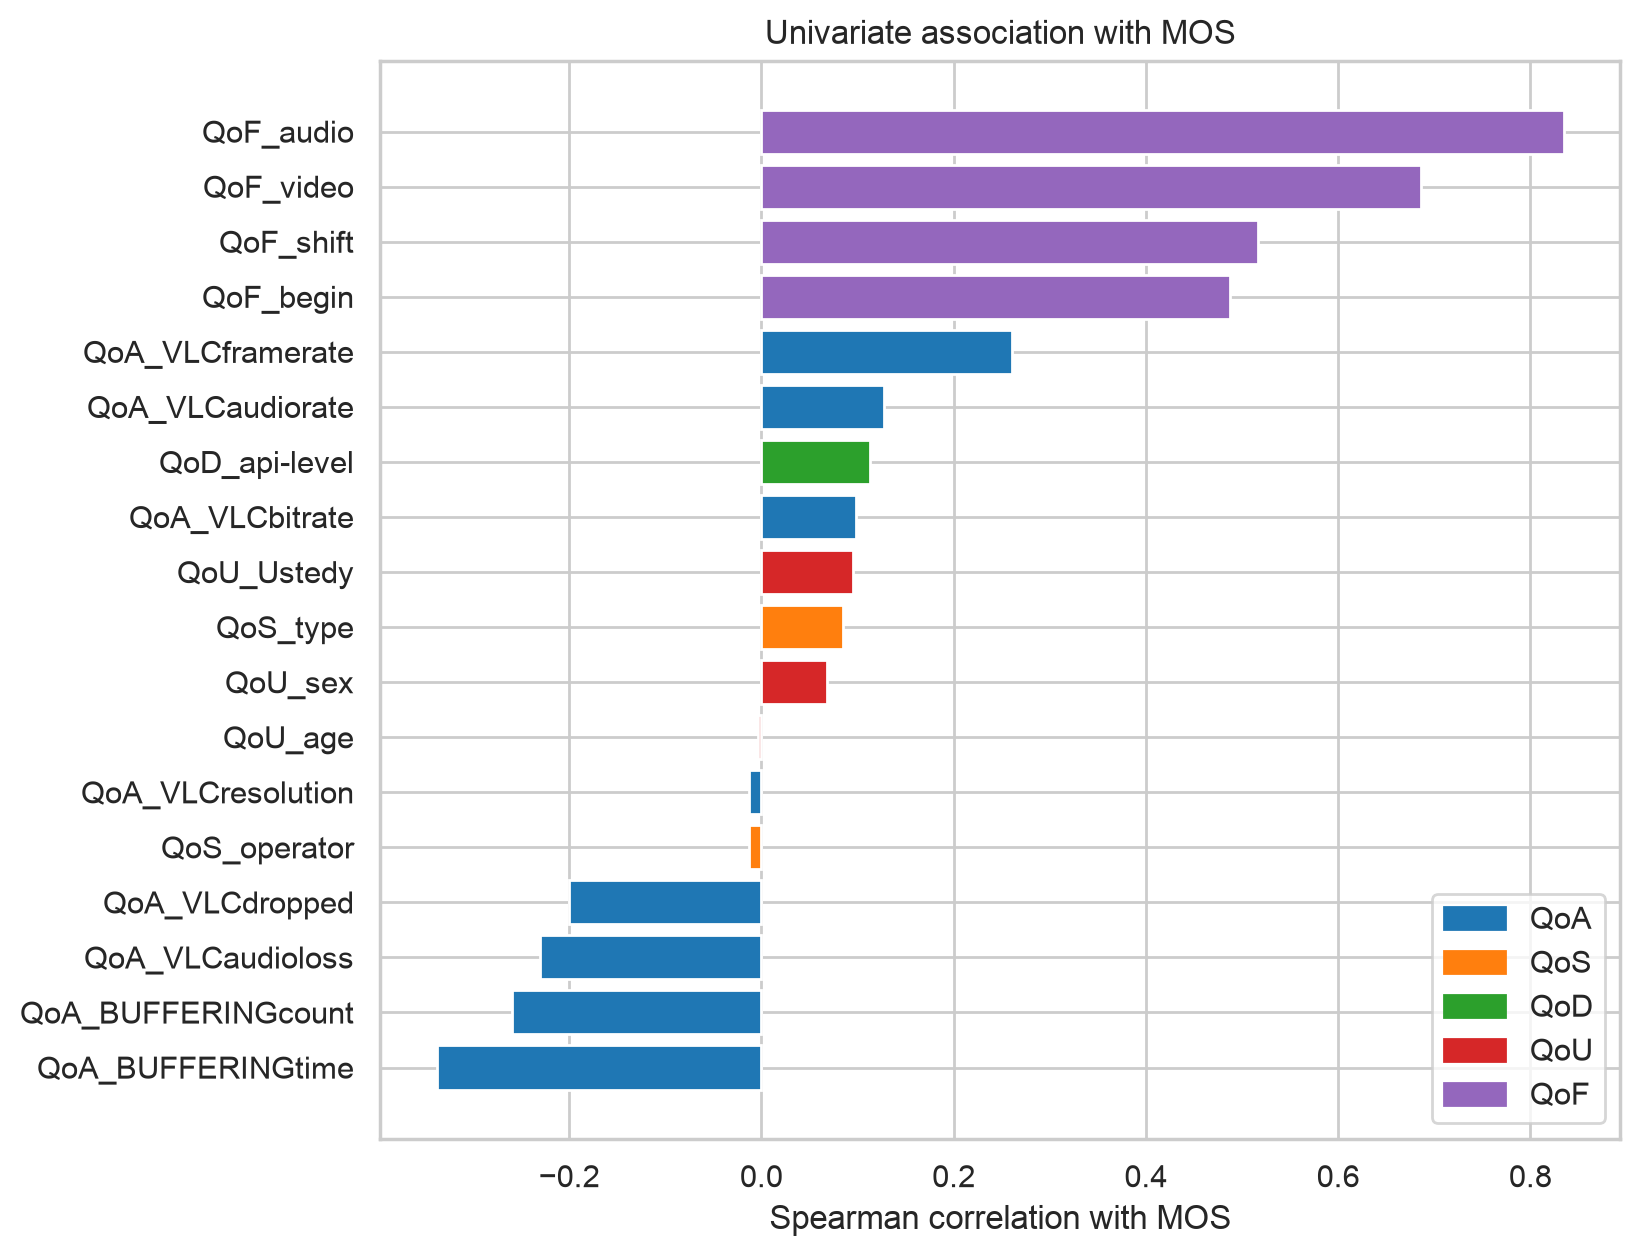 Univariate association with MOS
QoF_audio
QoF_video
QoF_shift
QoF_begin
QoA_VLCframerate
QoA_VLCaudiorate
QoD_api-level
QoA_VLCbitrate
QoU_Ustedy
QoS_type
QoU_sex
QoU_age
QoA_VLCresolution
QoS_operator
QoA_VLCdropped
QoA_VLCaudioloss
QoA_BUFFERINGcount
QoA_BUFFERINGtime
QoA
QoS
QoD
QoU
QoF
−0.2 0.0 0.2 0.4 0.6 0.8
Spearman correlation with MOS